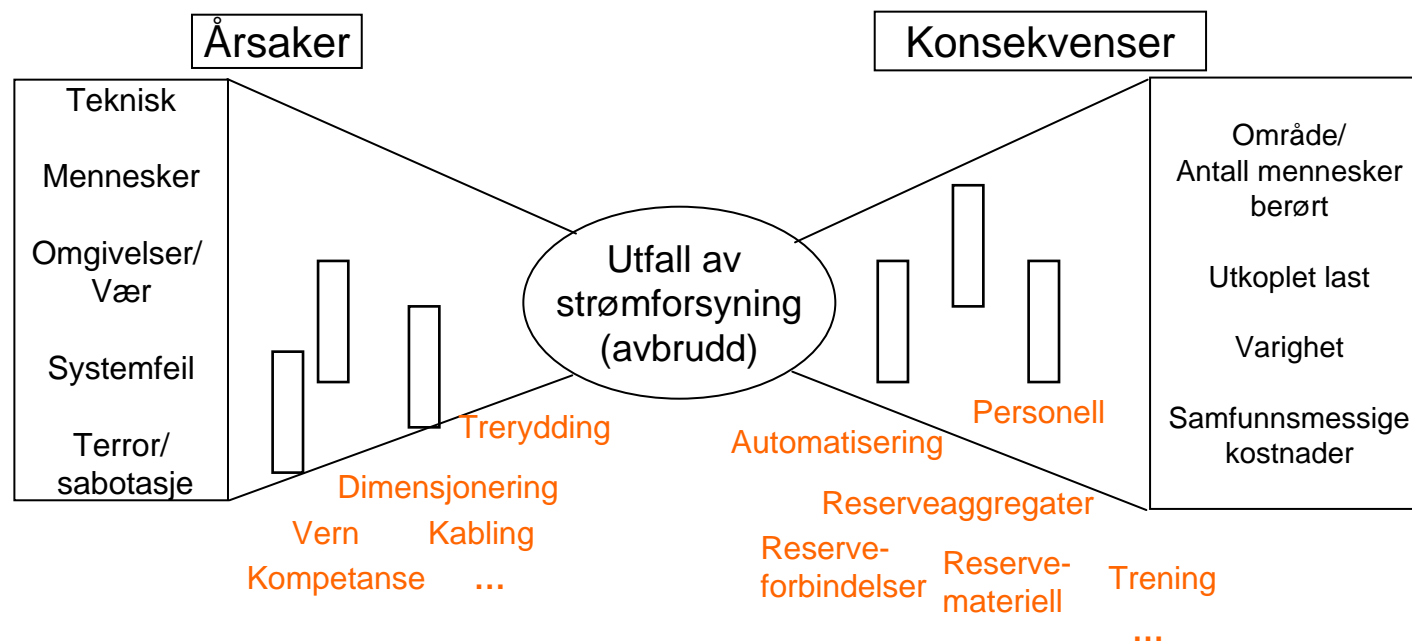 Årsaker
Konsekvenser
Teknisk
Mennesker
Omgivelser/
Vær
Systemfeil
Terror/
sabotasje
Utfall av
strømforsyning
(avbrudd)
Område/
Antall mennesker
berørt
Utkoplet last
Varighet
Samfunnsmessige
kostnader
Trerydding
Dimensjonering
Vern
Kabling
Kompetanse
...
Personell
Automatisering
Reserveaggregater
Reserve-
forbindelser
Reserve-
materiell
Trening
...